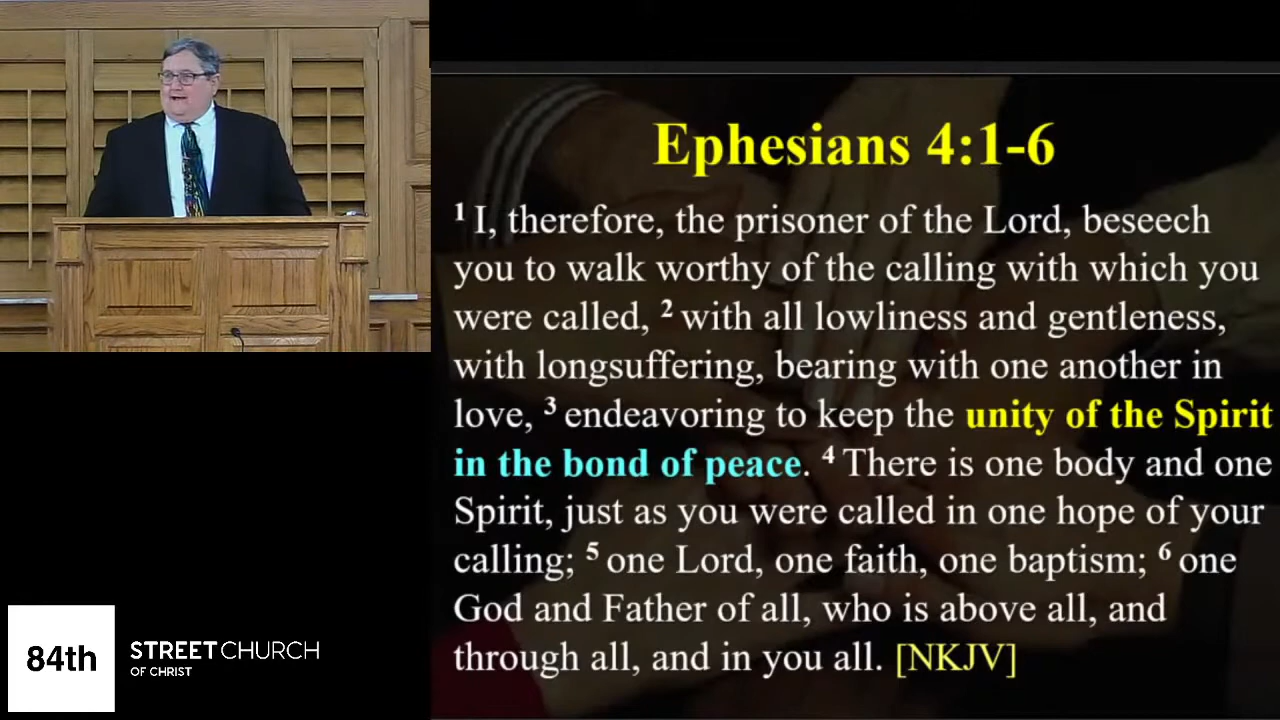 Ephesians 4:1-6
1 I, therefore, the prisoner of the Lord, beseech
you to walk worthy of the calling with which you
were called, 2 with all lowliness and gentleness,
with longsuffering, bearing with one another in
love, 3 endeavoring to keep the unity of the Spirit
in the bond of peace. 4 There is one body and one
Spirit, just as you were called in one hope of your
calling; 5 one Lord, one faith, one baptism; 6 one
God and Father of all, who is above all, and
through all, and in you all. [NKJV]
84th
STREETCHURCH
OF CHRIST